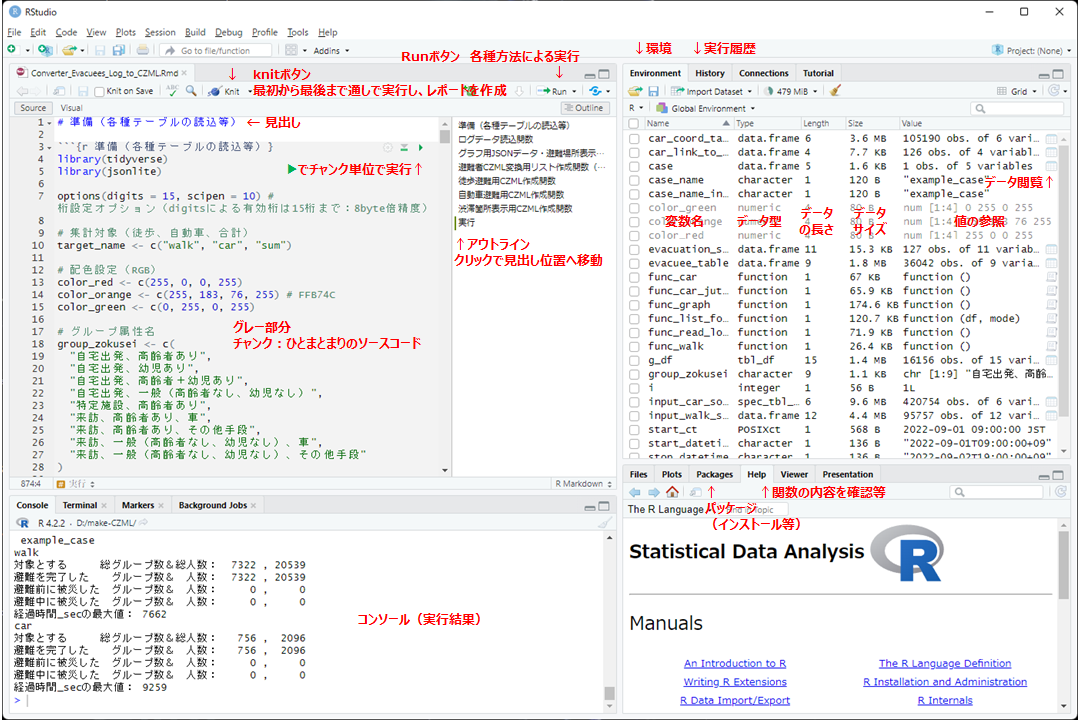 RStudio
File Edit Code View Plots Session Build Debug Profile Tools Help
Go to file/function Addins Project: (None)
Runボタン 各種方法による実行
↓
↓環境 ↓実行履歴
Converter_Evacuees_Log_to_CZML.Rmd
↓ knitボタン
最初から最後まで通しで実行し、レポートを作成
Knit on Save Knit Run
Source Visual Outline
1 # 準備（各種テーブルの読込等）
← 見出し
2
3 ```{r 準備（各種テーブルの読込等）}
4 library(tidyverse)
5 library(jsonlite)
▶でチャンク単位で実行↑
6
7 options(digits = 15, scipen = 10) #
桁設定オプション（digitsによる有効桁は15桁まで：8byte倍精度）
8
9 # 集計対象（徒歩、自動車、合計）
10 target_name <- c("walk", "car", "sum")
11
12 # 配色設定（RGB）
13 color_red <- c(255, 0, 0, 255)
14 color_orange <- c(255, 183, 76, 255) # FFB74C
15 color_green <- c(0, 255, 0, 255)
16
17 # グループ属性名
18 group_zokusei <- c(
19 "自宅出発、高齢者あり",
20 "自宅出発、幼児あり",
21 "自宅出発、高齢者＋幼児あり",
22 "自宅出発、一般（高齢者なし、幼児なし）",
23 "特定施設、高齢者あり",
24 "来訪、高齢者あり、車",
25 "来訪、高齢者あり、その他手段",
26 "来訪、一般（高齢者なし、幼児なし）、車",
27 "来訪、一般（高齢者なし、幼児なし）、その他手段"
28 )
グレー部分
チャンク：ひとまとまりのソースコード
874:4 # 実行 R Markdown
準備（各種テーブルの読込等）
ログデータ読込関数
グラフ用JSONデータ・避難場所表示…
避難者CZML変換用リスト作成関数（…
徒歩避難用CZML作成関数
自動車避難用CZML作成関数
渋滞箇所表示用CZML作成関数
実行
↑アウトライン
クリックで見出し位置へ移動
Console Terminal Markers Background Jobs
R 4.2.2 · D:/make-CZML/
example_case
walk
対象とする 総グループ数＆総人数： 7322 , 20539
避難を完了した グループ数＆ 人数： 7322 , 20539
避難前に被災した グループ数＆ 人数： 0 , 0
避難中に被災した グループ数＆ 人数： 0 , 0
経過時間_secの最大値： 7662
car
対象とする 総グループ数＆総人数： 756 , 2096
避難を完了した グループ数＆ 人数： 756 , 2096
避難前に被災した グループ数＆ 人数： 0 , 0
避難中に被災した グループ数＆ 人数： 0 , 0
経過時間_secの最大値： 9259
>
コンソール（実行結果）
Environment History Connections Tutorial
Import Dataset 479 MiB Grid
R Global Environment
Name Type Length Size Value
car_coord_ta… data.frame 6 3.6 MB 105190 obs. of 6 vari…
car_link_to_… data.frame 4 7.7 KB 126 obs. of 4 variabl…
case data.frame 5 1.6 KB 1 obs. of 5 variables
case_name character 1 120 B "example_case"
case_name_in… character 1 120 B "example_case"
データ閲覧↑
color_green numeric 4 80 B num [1:4] 0 255 0 255
color_orange numeric 4 80 B num [1:4] 255 183 76 255
color_red numeric 4 80 B num [1:4] 255 0 0 255
変数名 データ型 データの長さ データサイズ 値の参照
evacuation_s… data.frame 11 15.3 KB 127 obs. of 11 variab…
evacuee_table data.frame 9 1.8 MB 36042 obs. of 9 varia…
func_car function 1 67 KB function ()
func_car_jut… function 1 65.9 KB function ()
func_graph function 1 174.6 KB function ()
func_list_fo… function 1 120.7 KB function (df, mode)
func_read_lo… function 1 71.9 KB function ()
func_walk function 1 26.4 KB function ()
g_df tbl_df 15 1.4 MB 16156 obs. of 15 vari…
group_zokusei character 9 1.1 KB chr [1:9] "自宅出発、高齢…
i integer 1 56 B 1L
input_car_so… spec_tbl_… 6 9.6 MB 420754 obs. of 6 vari…
input_walk_s… data.frame 12 4.4 MB 95757 obs. of 12 vari…
start_ct POSIXct 1 568 B 2022-09-01 09:00:00 JST
start_dateti… character 1 136 B "2022-09-01T09:00:00+09"
stop_datetim… character 1 136 B "2022-09-02T19:00:00+09"
Files Plots Packages Help Viewer Presentation
↑ ↑関数の内容を確認等
The R Language Find in Topic
パッケージ
（インストール等）
Statistical Data Analysis R
Manuals
An Introduction to R The R Language Definition
Writing R Extensions R Installation and Administration
R Data Import/Export R Internals